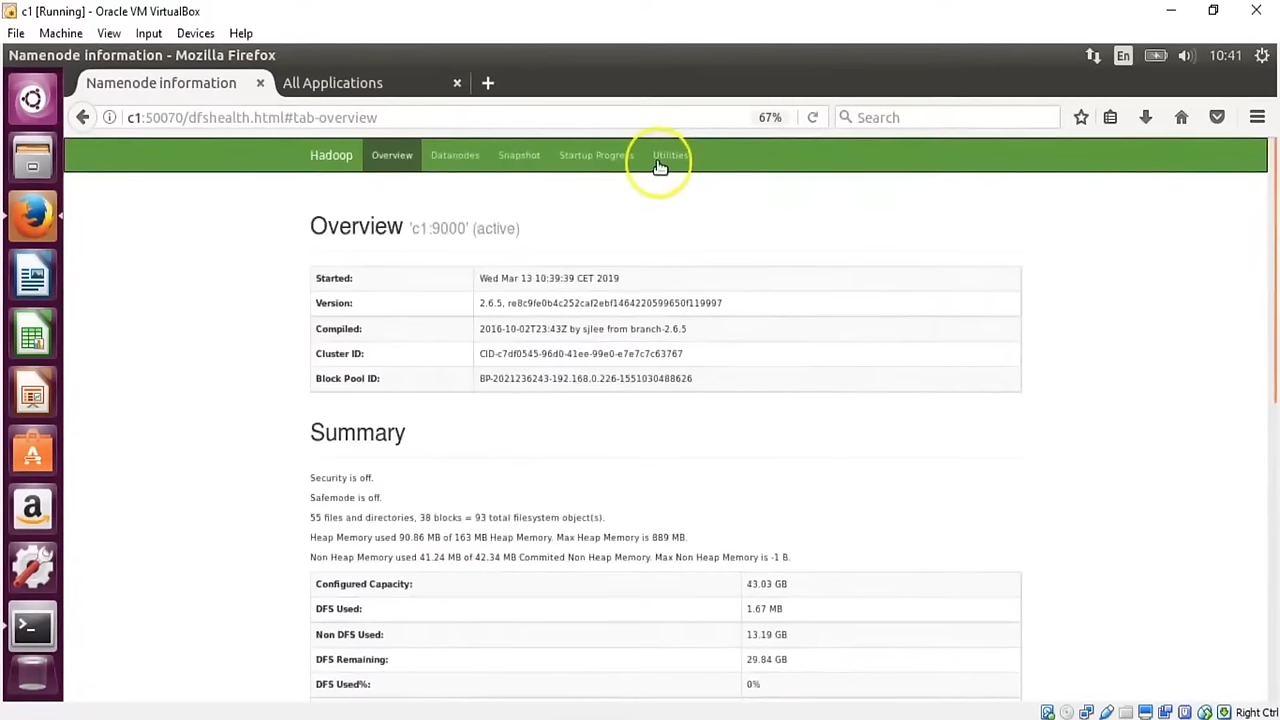 c1 [Running] - Oracle VM VirtualBox
File Machine View Input Devices Help
Namenode information - Mozilla Firefox
En
10:41
Namenode information
All Applications
c1:50070/dfshealth.html#tab-overview
67%
Search
Hadoop Overview Datanodes Snapshot Startup Progress Utilities
Overview 'c1:9000' (active)
Started: Wed Mar 13 10:39:39 CET 2019
Version: 2.6.5, re8c9fe0b4c252caf2ebf1464220599650f119997
Compiled: 2016-10-02T23:43Z by sjlee from branch-2.6.5
Cluster ID: CID-c7df0545-96d0-41ee-99e0-e7e7c7c63767
Block Pool ID: BP-2021236243-192.168.0.226-1551030488626
Summary
Security is off.
Safemode is off.
55 files and directories, 38 blocks = 93 total filesystem object(s).
Heap Memory used 90.86 MB of 163 MB Heap Memory. Max Heap Memory is 889 MB.
Non Heap Memory used 41.24 MB of 42.34 MB Commited Non Heap Memory. Max Non Heap Memory is -1 B.
Configured Capacity: 43.03 GB
DFS Used: 1.67 MB
Non DFS Used: 13.19 GB
DFS Remaining: 29.84 GB
DFS Used%: 0%
Right Ctrl